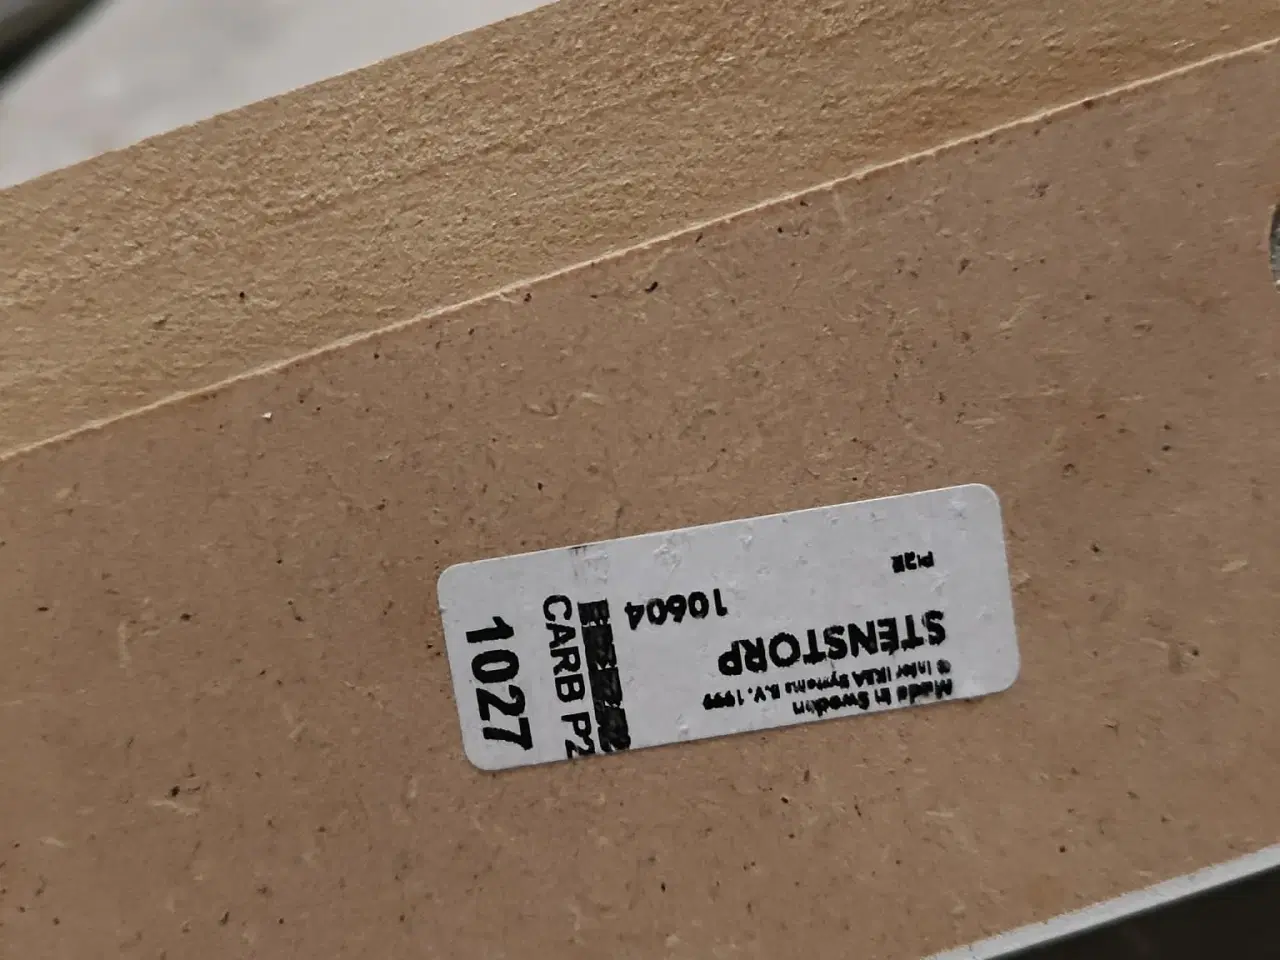 Made in Sweden
© Inter IKEA Systems B.V. 1999
STENSTORP
10604
CARB P2
1027